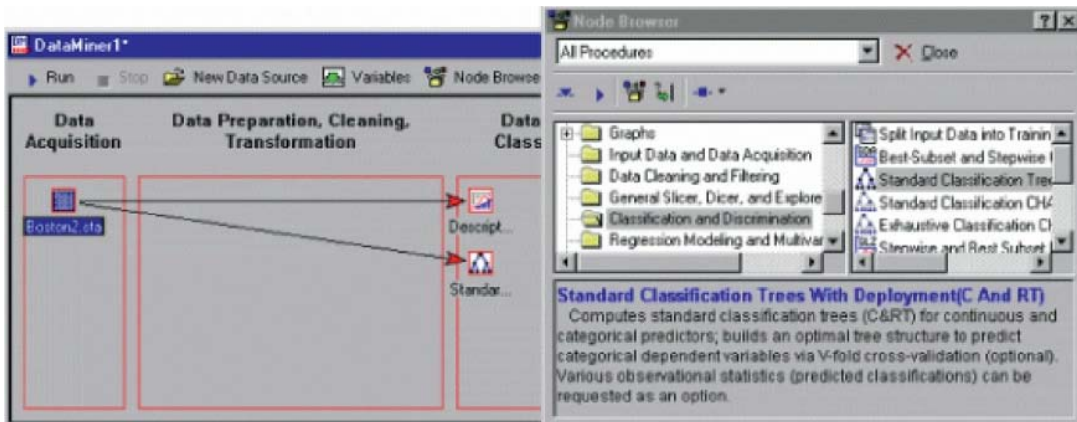 DataMiner1*
Run Stop New Data Source Variables Node Browse
Data Acquisition
Data Preparation, Cleaning, Transformation
Data
Class
Boston2.sta
Descript...
Standar...
Node Browser
All Procedures
Close
Graphs
Input Data and Data Acquisition
Data Cleaning and Filtering
General Slicer, Dicer, and Explore
Classification and Discrimination
Regression Modeling and Multivar
Split Input Data into Trainin
Best-Subset and Stepwise
Standard Classification Tree
Standard Classification CHA
Exhaustive Classification CH
Stepwise and Best Subset
Standard Classification Trees With Deployment(C And RT)
Computes standard classification trees (C&RT) for continuous and
categorical predictors; builds an optimal tree structure to predict
categorical dependent variables via V-fold cross-validation (optional).
Various observational statistics (predicted classifications) can be
requested as an option.